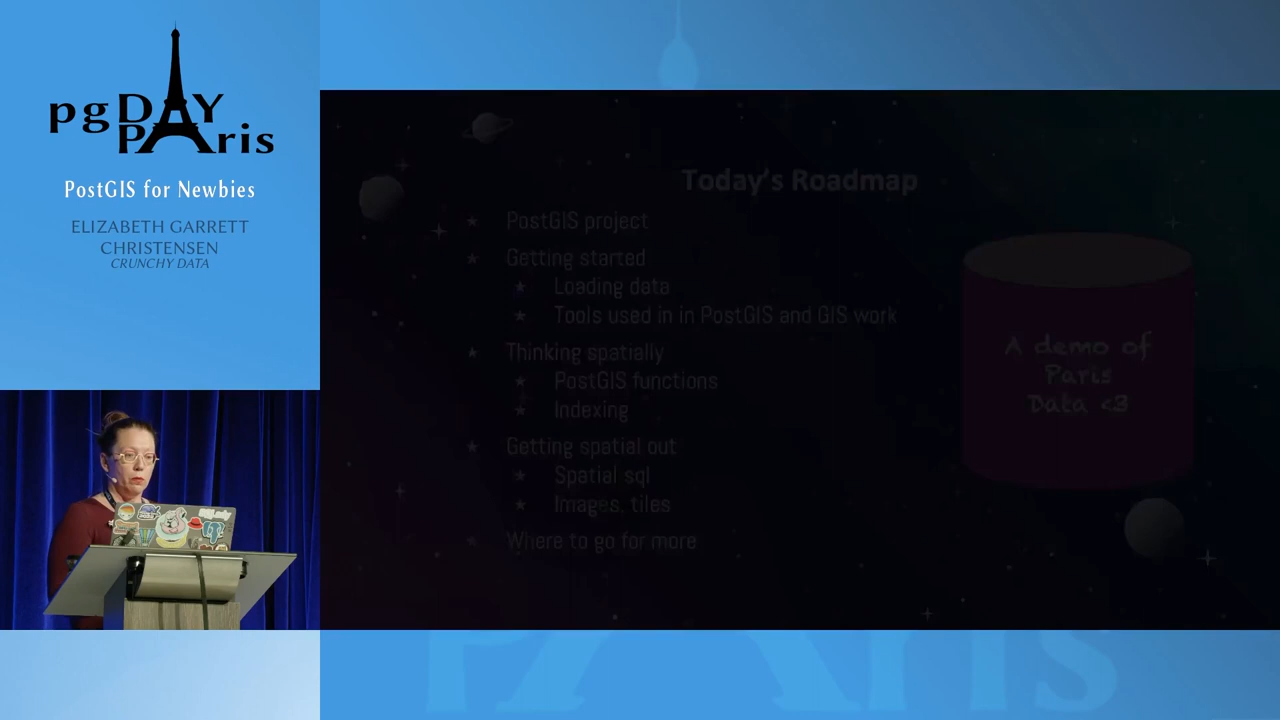 pgDAY
PAris
PostGIS for Newbies
ELIZABETH GARRETT
CHRISTENSEN
CRUNCHY DATA
Today's Roadmap
★ PostGIS project
★ Getting started
★ Loading data
★ Tools used in in PostGIS and GIS work
★ Thinking spatially
★ PostGIS functions
★ Indexing
★ Getting spatial out
★ Spatial sql
★ Images, tiles
★ Where to go for more
A demo of
Paris
Data <3
PAris